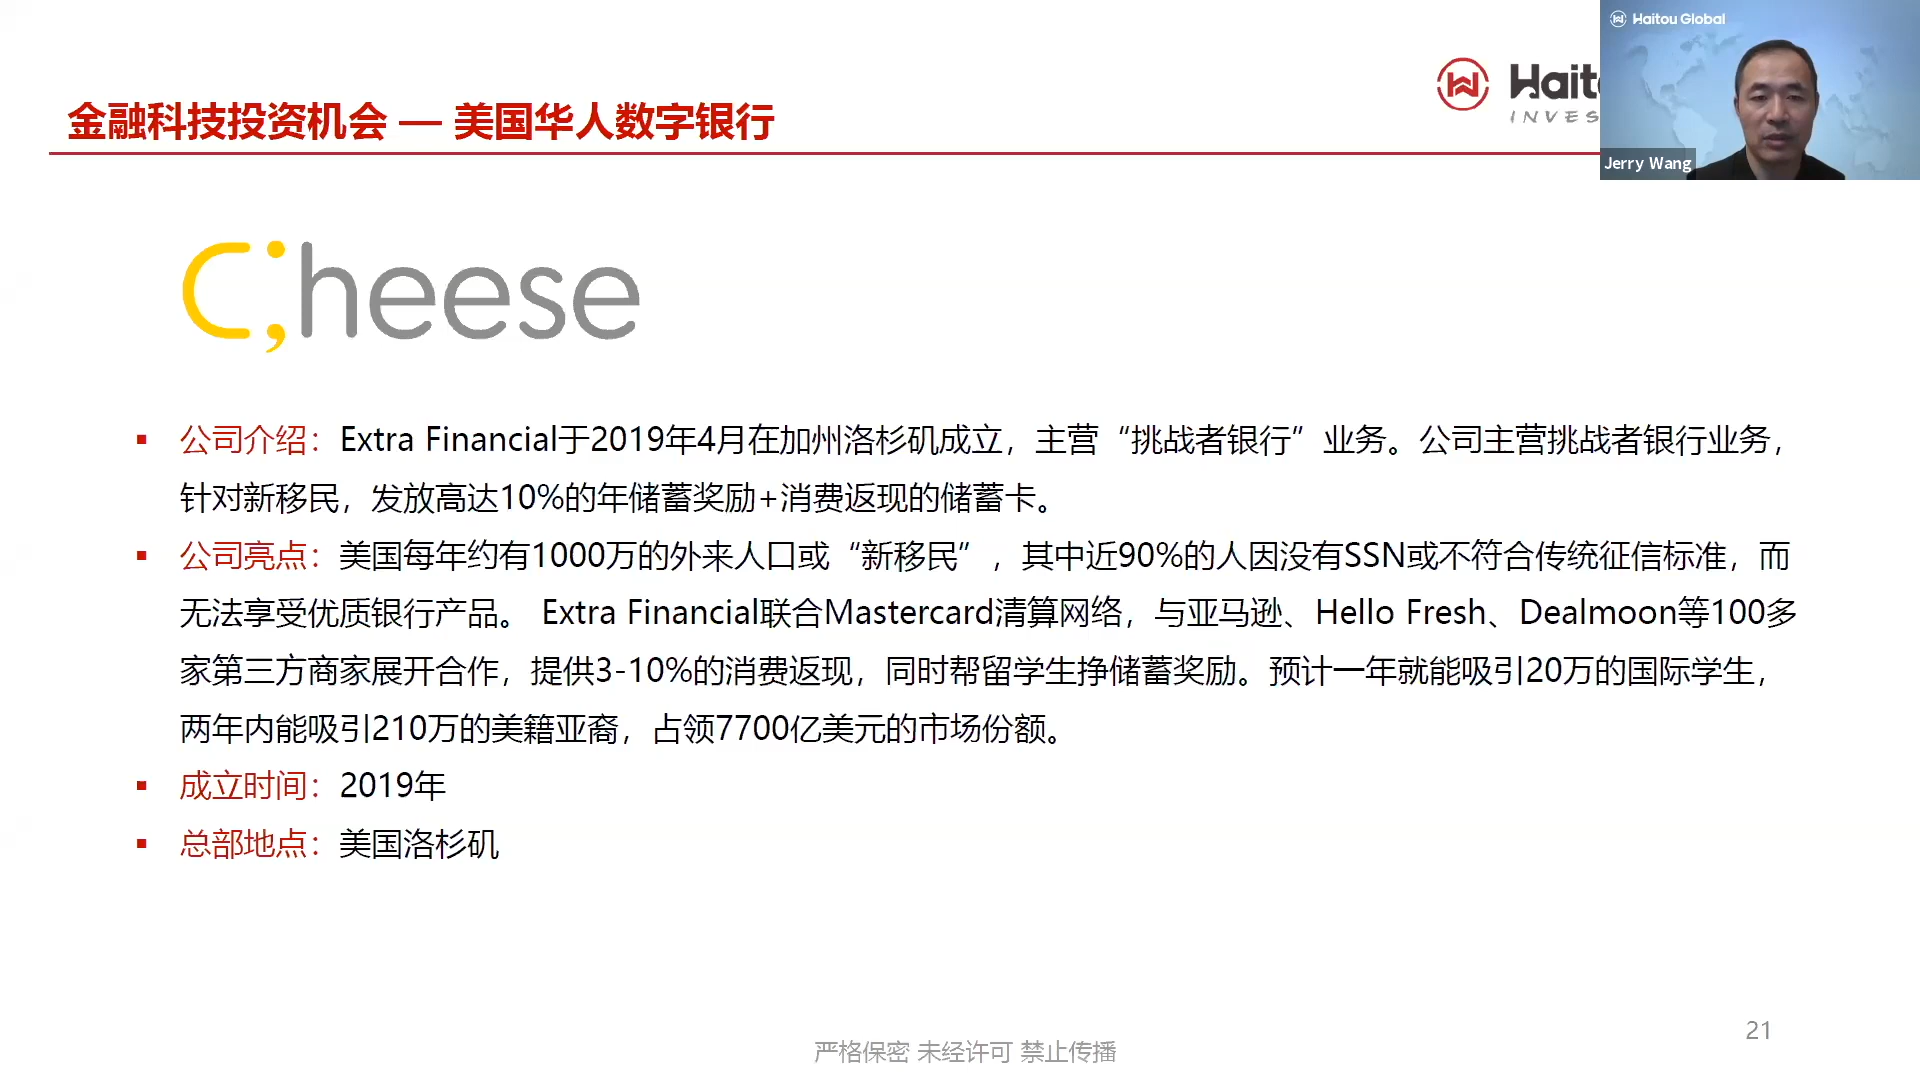 Haitou Global
金融科技投资机会 — 美国华人数字银行
INVES
Jerry Wang
C;heese
▪ 公司介绍：Extra Financial于2019年4月在加州洛杉矶成立，主营“挑战者银行”业务。公司主营挑战者银行业务，
针对新移民，发放高达10%的年储蓄奖励+消费返现的储蓄卡。
▪ 公司亮点：美国每年约有1000万的外来人口或“新移民”，其中近90%的人因没有SSN或不符合传统征信标准，而
无法享受优质银行产品。 Extra Financial联合Mastercard清算网络，与亚马逊、Hello Fresh、Dealmoon等100多
家第三方商家展开合作，提供3-10%的消费返现，同时帮留学生挣储蓄奖励。预计一年就能吸引20万的国际学生，
两年内能吸引210万的美籍亚裔，占领7700亿美元的市场份额。
▪ 成立时间：2019年
▪ 总部地点：美国洛杉矶
21
严格保密 未经许可 禁止传播